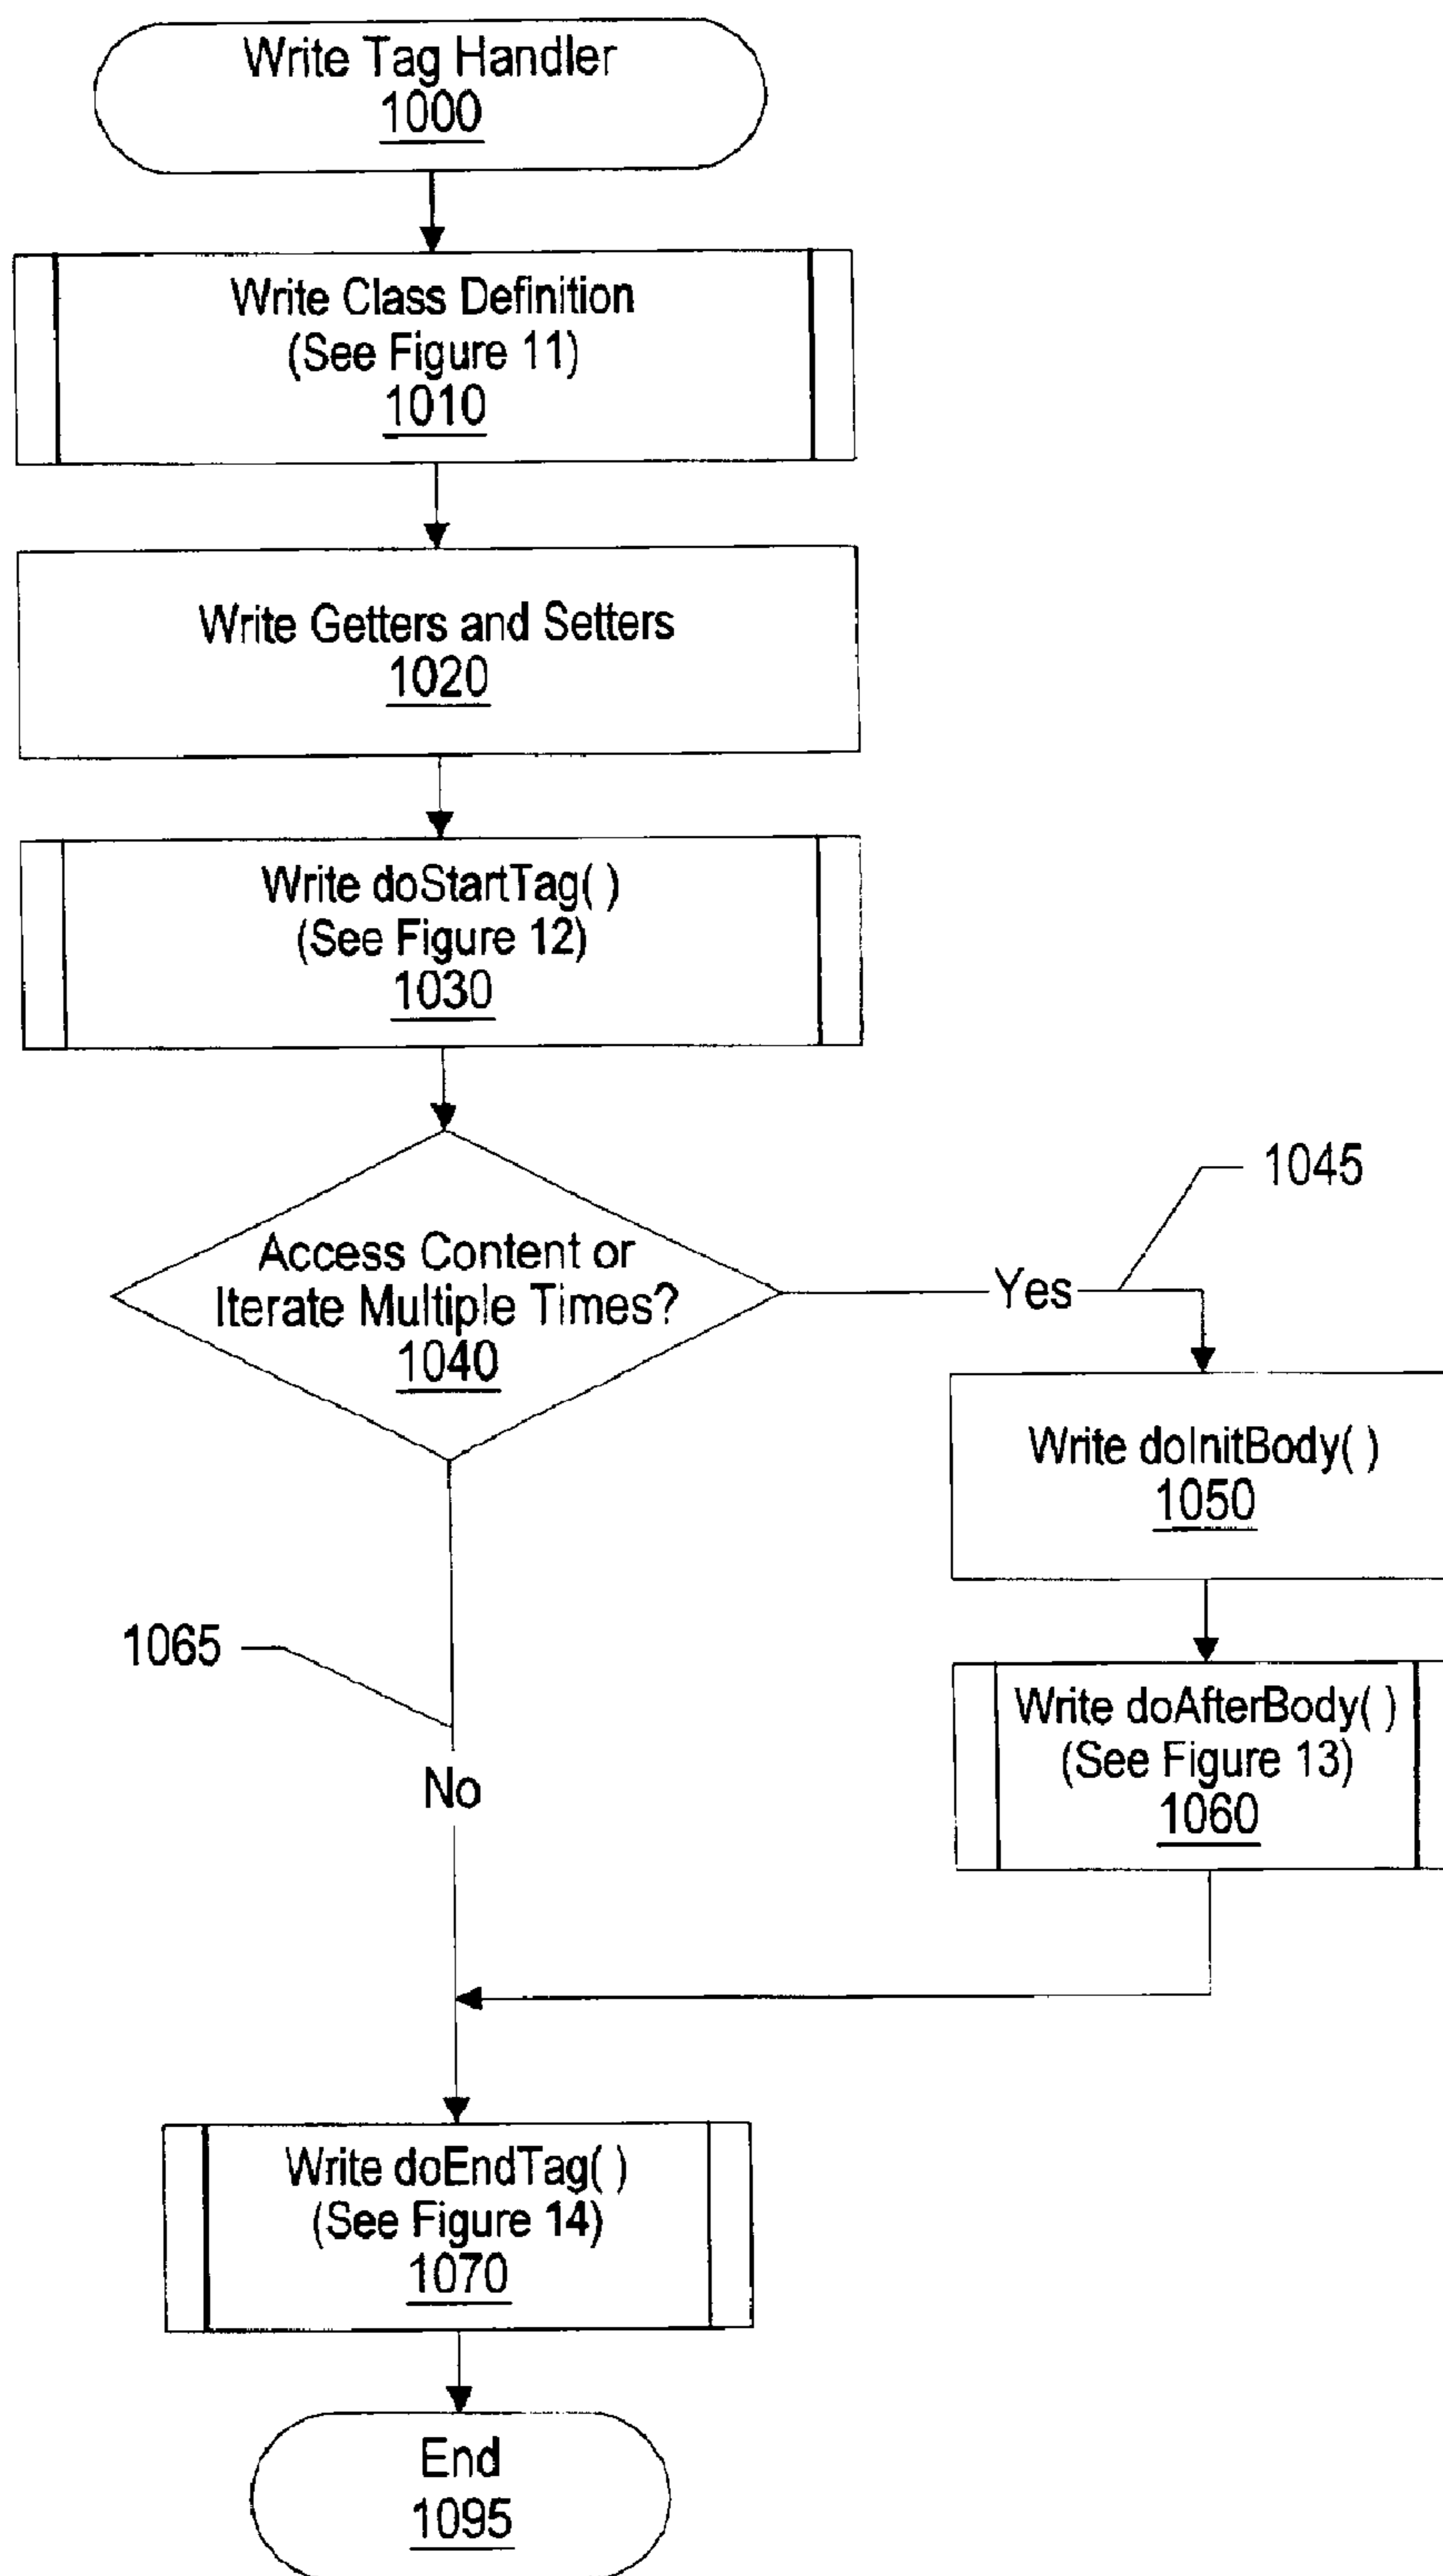 Write Tag Handler
1000
Write Class Definition
(See Figure 11)
1010
Write Getters and Setters
1020
Write doStartTag( )
(See Figure 12)
1030
Access Content or
Iterate Multiple Times?
1040
Yes
1045
Write doInitBody( )
1050
Write doAfterBody( )
(See Figure 13)
1060
1065
No
Write doEndTag( )
(See Figure 14)
1070
End
1095